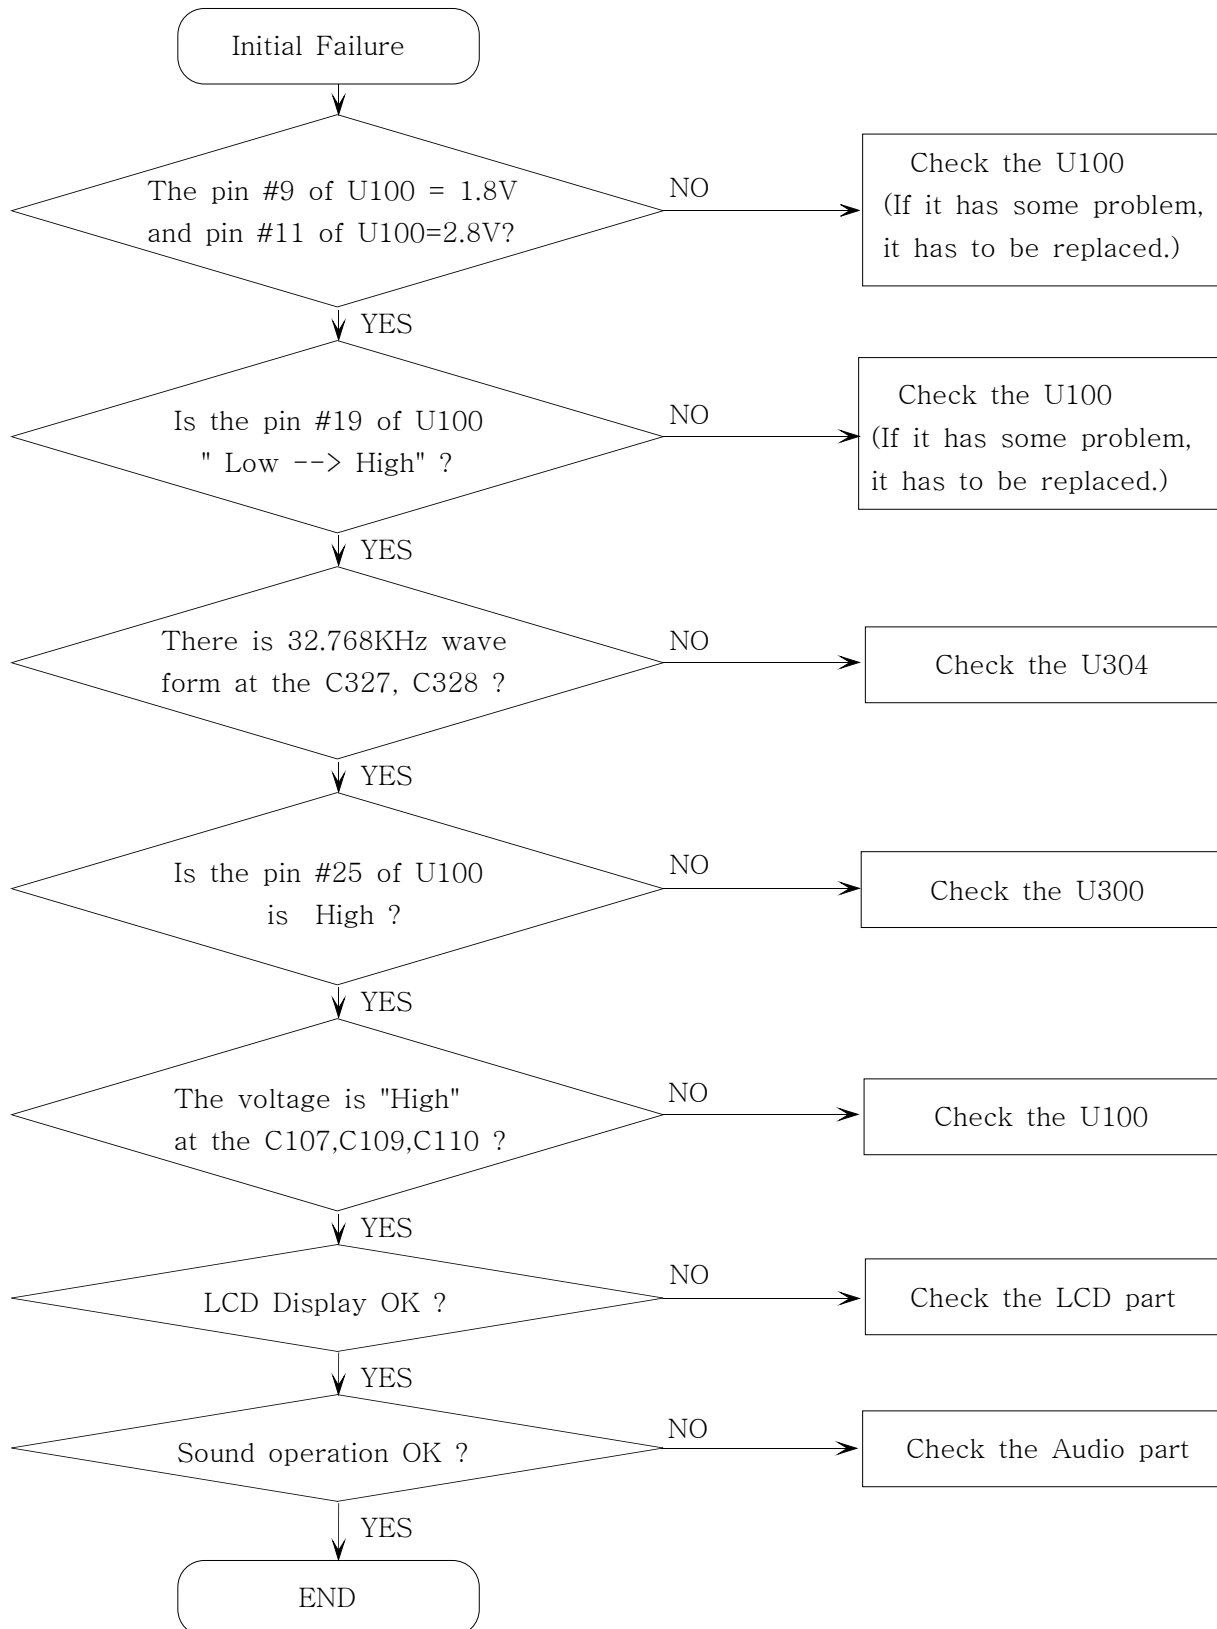 Initial Failure
The pin #9 of U100 = 1.8V
and pin #11 of U100=2.8V?
NO
Check the U100
(If it has some problem,
it has to be replaced.)
YES
Is the pin #19 of U100
" Low --> High" ?
NO
Check the U100
(If it has some problem,
it has to be replaced.)
YES
There is 32.768KHz wave
form at the C327, C328 ?
NO
Check the U304
YES
Is the pin #25 of U100
is High ?
NO
Check the U300
YES
The voltage is "High"
at the C107,C109,C110 ?
NO
Check the U100
YES
LCD Display OK ?
NO
Check the LCD part
YES
Sound operation OK ?
NO
Check the Audio part
YES
END